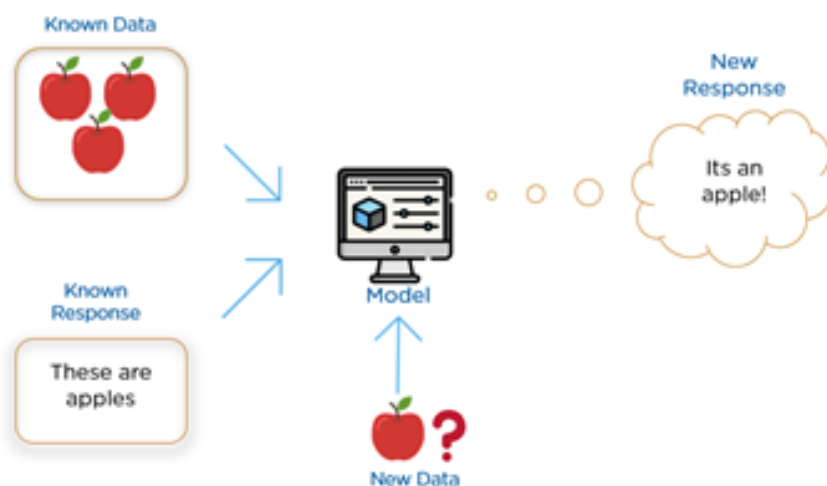 Known Data
New
Response
Its an
apple!
Model
Known
Response
These are
apples
?
New Data